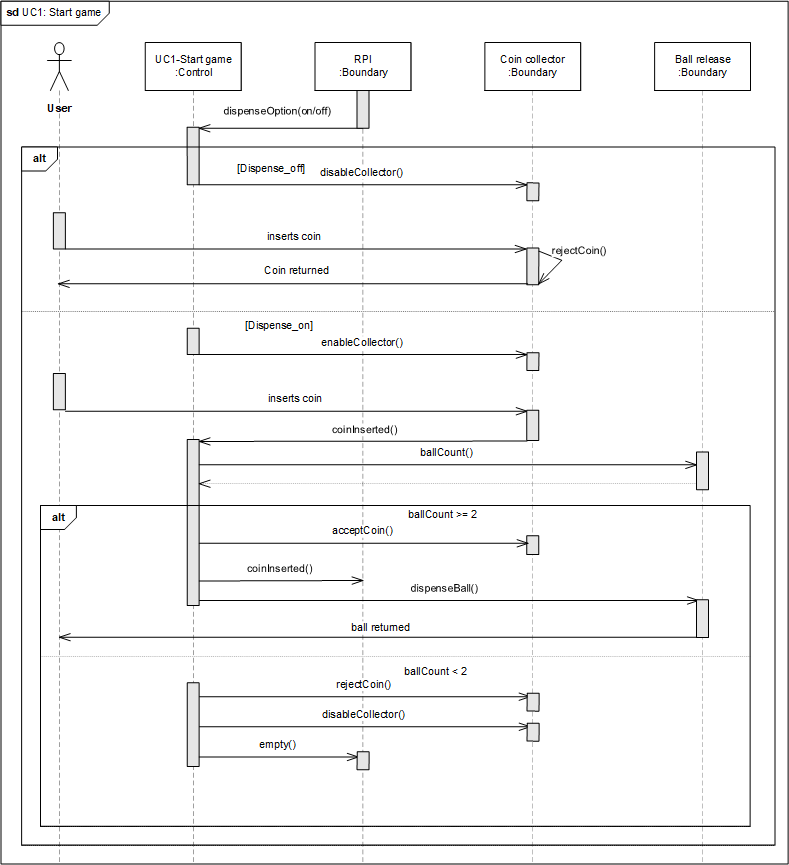 sd UC1: Start game
User
UC1-Start game
:Control
RPI
:Boundary
Coin collector
:Boundary
Ball release
:Boundary
dispenseOption(on/off)
alt
[Dispense_off]
disableCollector()
inserts coin
rejectCoin()
Coin returned
[Dispense_on]
enableCollector()
inserts coin
coinInserted()
ballCount()
alt
ballCount >= 2
acceptCoin()
coinInserted()
dispenseBall()
ball returned
ballCount < 2
rejectCoin()
disableCollector()
empty()